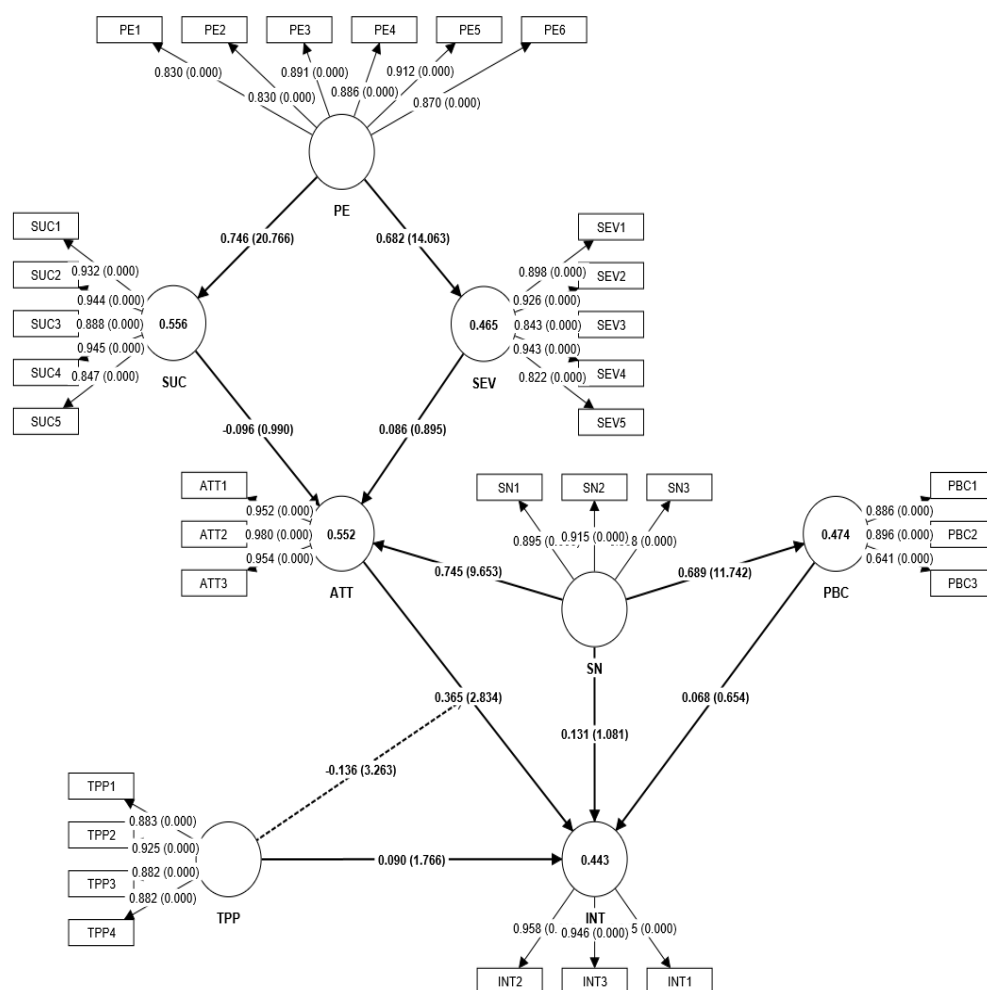 PE1 PE2 PE3 PE4 PE5 PE6
0.830 (0.000) 0.830 (0.000) 0.891 (0.000) 0.886 (0.000) 0.912 (0.000) 0.870 (0.000)
PE
0.746 (20.766) 0.682 (14.063)
SUC1
SUC2
SUC3
SUC4
SUC5
0.932 (0.000)
0.944 (0.000)
0.888 (0.000)
0.945 (0.000)
0.847 (0.000)
0.556
SUC
0.465
SEV
0.898 (0.000)
0.926 (0.000)
0.843 (0.000)
0.943 (0.000)
0.822 (0.000)
SEV1
SEV2
SEV3
SEV4
SEV5
-0.096 (0.990) 0.086 (0.895)
ATT1
ATT2
ATT3
0.952 (0.000)
0.980 (0.000)
0.954 (0.000)
0.552
ATT
SN1 SN2 SN3
0.895 0.915 (0.000) (0.000)
0.745 (9.653) 0.689 (11.742)
SN
0.474
PBC
0.886 (0.000)
0.896 (0.000)
0.641 (0.000)
PBC1
PBC2
PBC3
0.365 (2.834) 0.131 (1.081) 0.068 (0.654)
-0.136 (3.263)
TPP1
TPP2
TPP3
TPP4
0.883 (0.000)
0.925 (0.000)
0.882 (0.000)
0.882 (0.000)
TPP
0.090 (1.766)
0.443
INT
0.958 0.946 (0.000) (0.000)
INT2 INT3 INT1